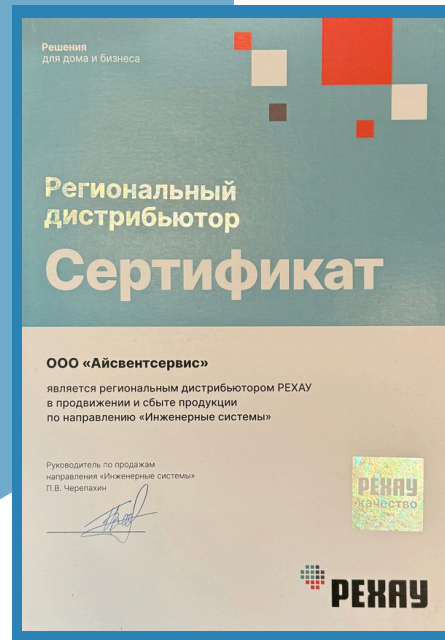 Решения
для дома и бизнеса
Региональный
дистрибьютор
Сертификат
ООО «Айсвентсервис»
является региональным дистрибьютором РЕХАУ
в продвижении и сбыте продукции
по направлению «Инженерные системы»
Руководитель по продажам
направления «Инженерные системы»
П.В. Черепахин
РЕХАУ
качество
РЕХАУ